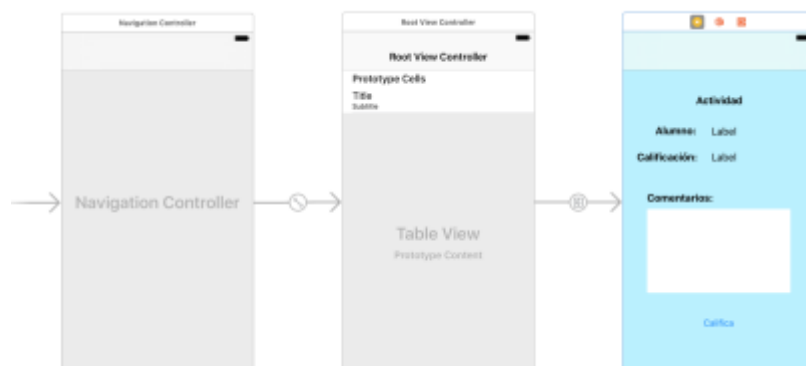 Navigation Controller
Navigation Controller
Root View Controller
Root View Controller
Prototype Cells
Title
Subtitle
Table View
Prototype Content
Actividad
Alumno: Label
Calificación: Label
Comentarios:
Califica